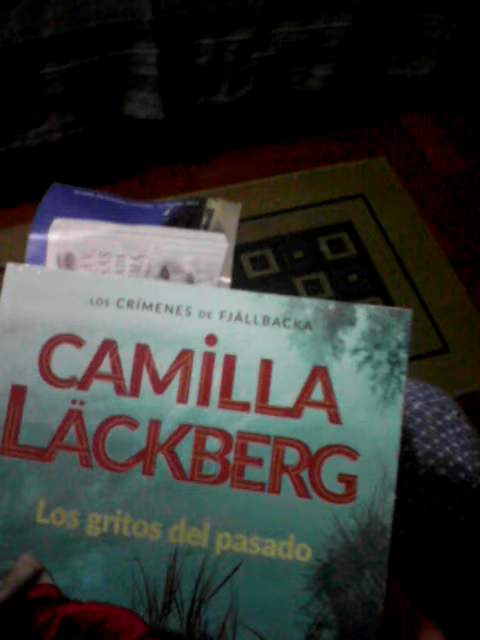 LOS CRÍMENES DE FJÄLLBACKA
CAMILLA
LÄCKBERG
Los gritos del pasado